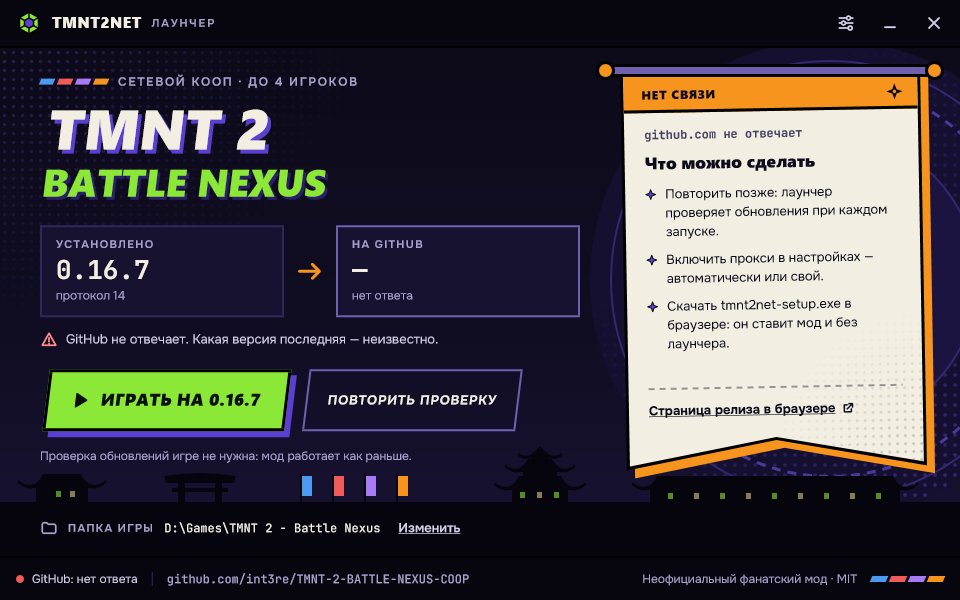 TMNT2NET ЛАУНЧЕР
СЕТЕВОЙ КООП · ДО 4 ИГРОКОВ
TMNT 2
BATTLE NEXUS
УСТАНОВЛЕНО
0.16.7
протокол 14
НА GITHUB
—
нет ответа
GitHub не отвечает. Какая версия последняя — неизвестно.
ИГРАТЬ НА 0.16.7
ПОВТОРИТЬ ПРОВЕРКУ
Проверка обновлений игре не нужна: мод работает как раньше.
НЕТ СВЯЗИ
github.com не отвечает
Что можно сделать
Повторить позже: лаунчер
проверяет обновления при каждом
запуске.
Включить прокси в настройках —
автоматически или свой.
Скачать tmnt2net-setup.exe в
браузере: он ставит мод и без
лаунчера.
Страница релиза в браузере
ПАПКА ИГРЫ D:\Games\TMNT 2 - Battle Nexus Изменить
GitHub: нет ответа github.com/int3re/TMNT-2-BATTLE-NEXUS-COOP Неофициальный фанатский мод · MIT